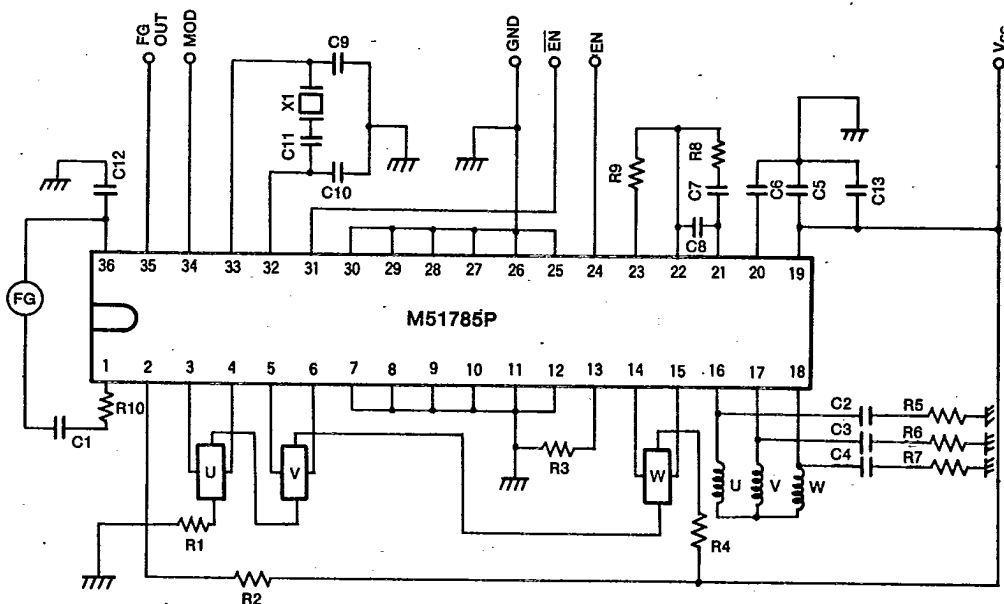 FG OUT
MOD
GND
EN
EN
Vcc
C9
X1
C11
C10
C12
R9
R8
C7
C8
C6
C5
C13
36 35 34 33 32 31 30 29 28 27 26 25 24 23 22 21 20 19
FG
M51785P
1 2 3 4 5 6 7 8 9 10 11 12 13 14 15 16 17 18
R10
C1
C2 R5
C3 R6
C4 R7
R3
U
V
W
U V W
R1
R4
R2